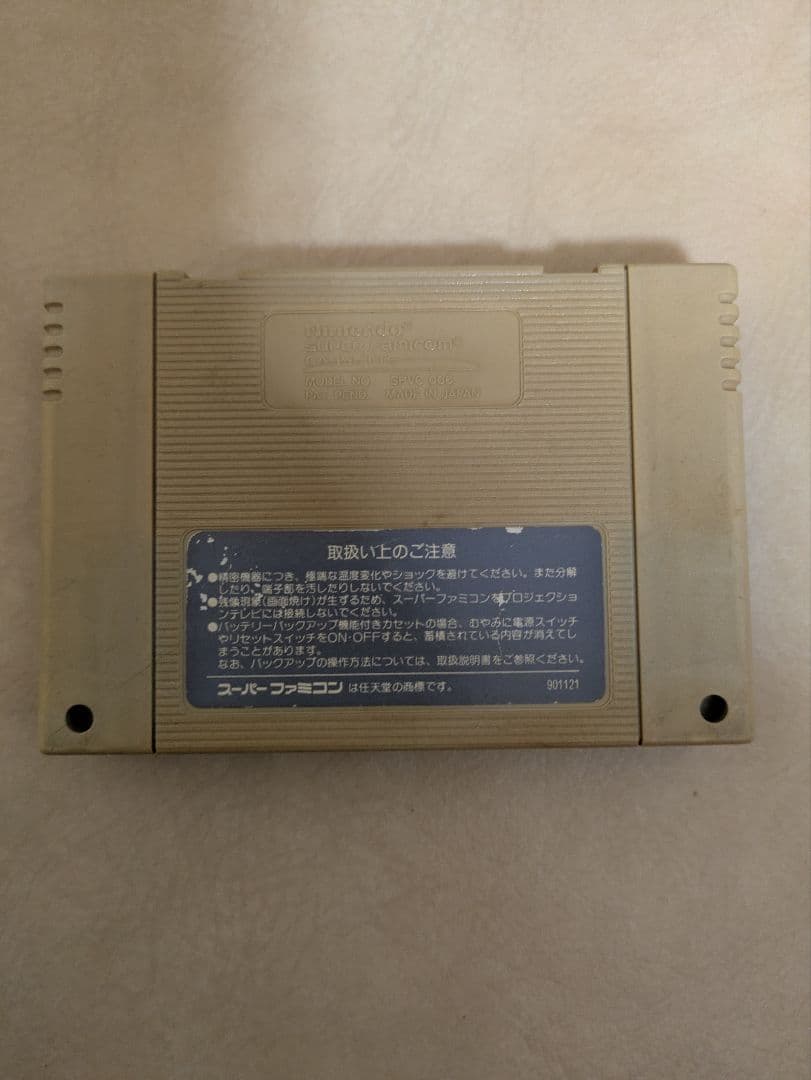 Nintendo®
SUPER FAMICOM®
MODEL NO. SHVC-006
PAT. PEND. MADE IN JAPAN
取扱い上のご注意
●精密機器につき、極端な温度変化やショックを避けてください。また分解
したり、端子部を汚したりしないでください。
●残像現象(画面焼け)が生ずるため、スーパーファミコンをプロジェクショ
ンテレビには接続しないでください。
●バッテリーバックアップ機能付きカセットの場合、むやみに電源スイッチ
やリセットスイッチをON・OFFすると、蓄積されている内容が消えてし
まうことがあります。
なお、バックアップの操作方法については、取扱説明書をご参照ください。
スーパーファミコン は任天堂の商標です。 901121